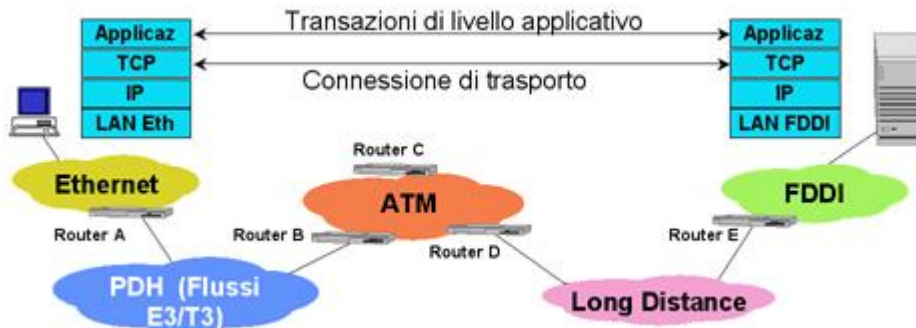 Transazioni di livello applicativo
Applicaz
TCP
IP
LAN Eth
Connessione di trasporto
Applicaz
TCP
IP
LAN FDDI
Router C
Ethernet
ATM
FDDI
Router A
Router B
Router D
Router E
PDH (Flussi
E3/T3)
Long Distance